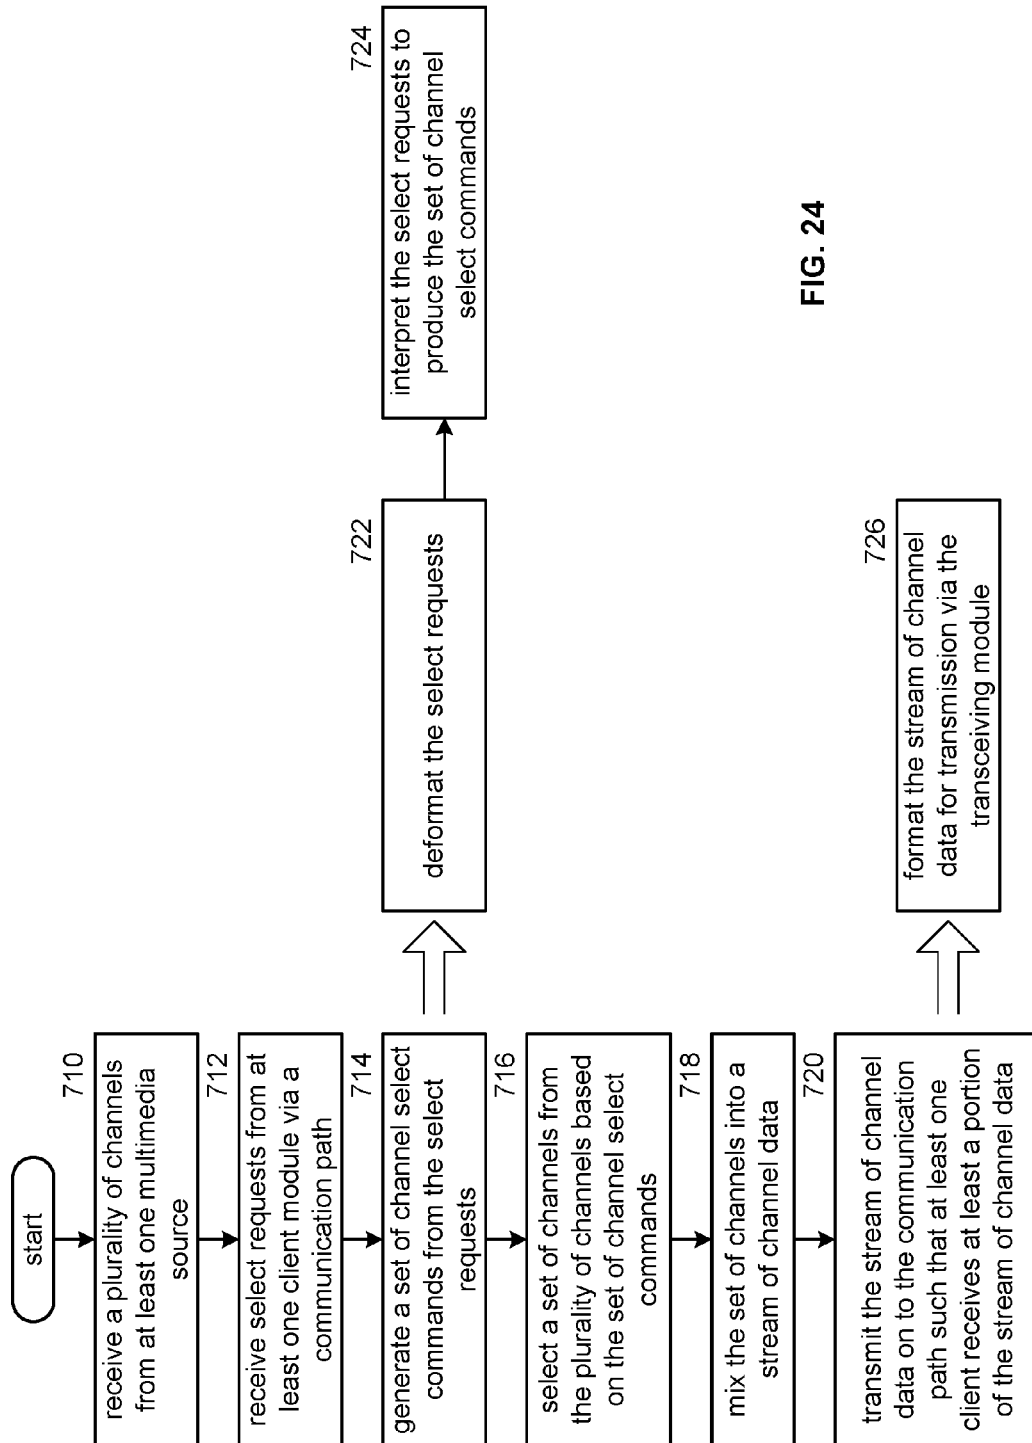 start
710
receive a plurality of channels
from at least one multimedia
source
712
receive select requests from at
least one client module via a
communication path
714
generate a set of channel select
commands from the select
requests
722
deformat the select requests
724
interpret the select requests to
produce the set of channel
select commands
716
select a set of channels from
the plurality of channels based
on the set of channel select
commands
718
mix the set of channels into a
stream of channel data
720
transmit the stream of channel
data on to the communication
path such that at least one
client receives at least a portion
of the stream of channel data
726
format the stream of channel
data for transmission via the
transceiving module
FIG. 24